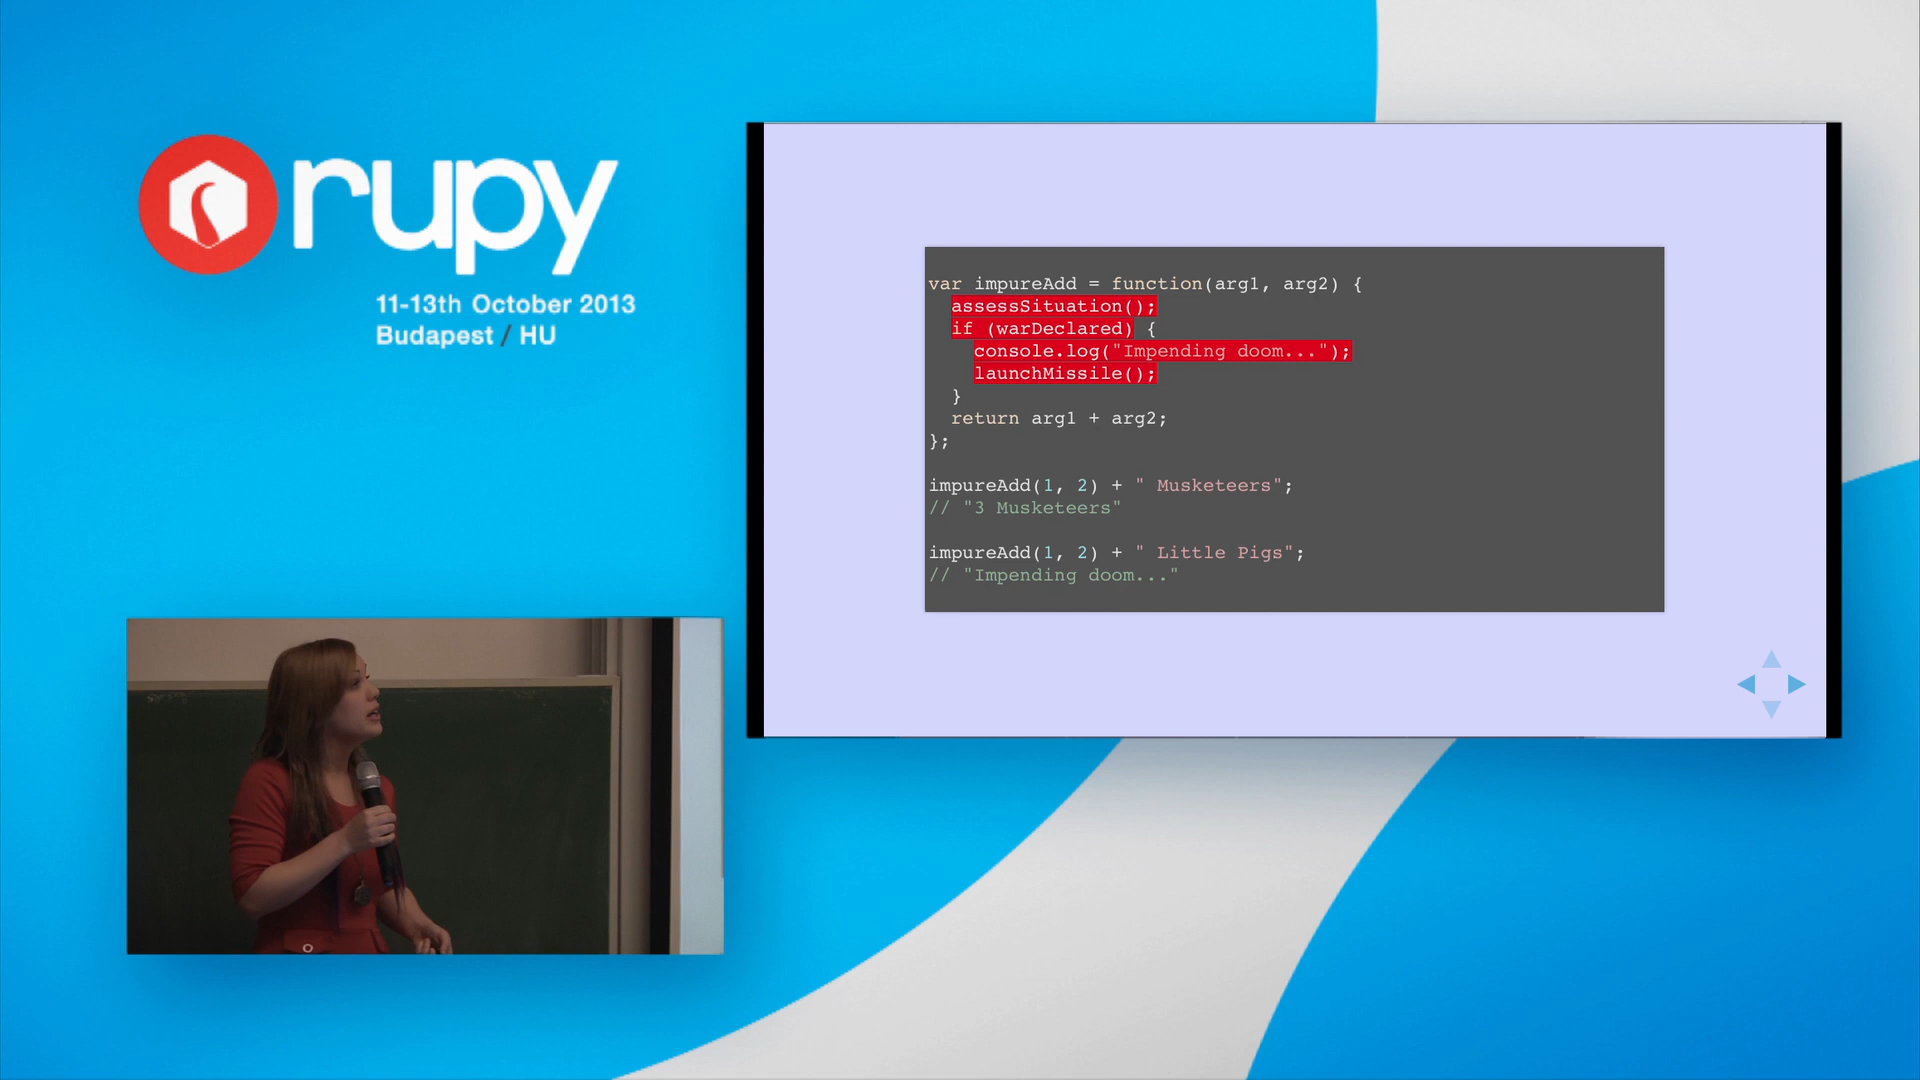 rupy
11-13th October 2013
Budapest / HU
var impureAdd = function(arg1, arg2) {
  assessSituation();
  if (warDeclared) {
    console.log("Impending doom...");
    launchMissile();
  }
  return arg1 + arg2;
};
impureAdd(1, 2) + " Musketeers";
// "3 Musketeers"
impureAdd(1, 2) + " Little Pigs";
// "Impending doom..."